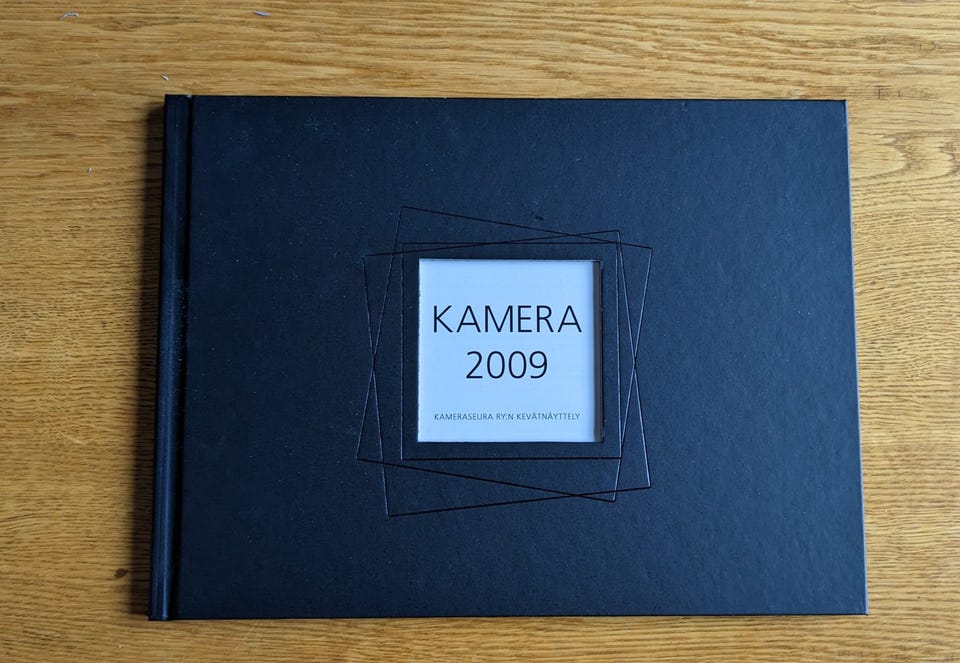 KAMERA
2009
KAMERASEURA RY:N KEVÄTNÄYTTELY